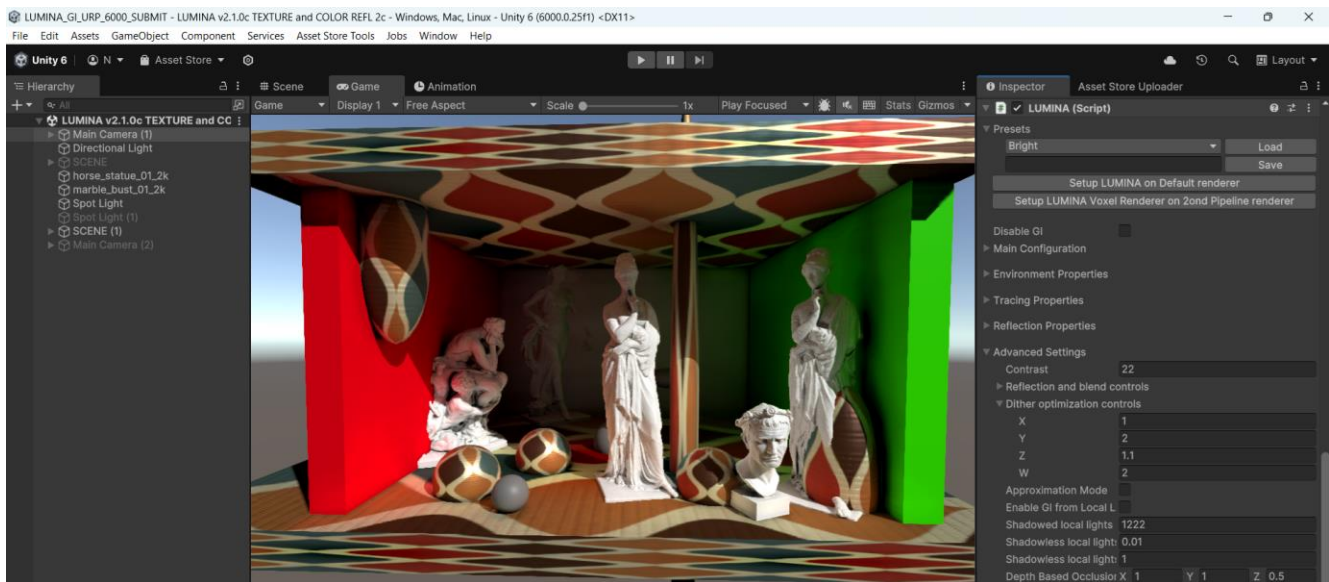 LUMINA_GI_URP_6000_SUBMIT - LUMINA v2.1.0c TEXTURE and COLOR REFL 2c - Windows, Mac, Linux - Unity 6 (6000.0.25f1) <DX11>
File Edit Assets GameObject Component Services Asset Store Tools Jobs Window Help
Unity 6 N Asset Store Layout
Hierarchy Scene Game Animation Inspector Asset Store Uploader
All Game Display 1 Free Aspect Scale 1x Play Focused Stats Gizmos
LUMINA v2.1.0c TEXTURE and CC
Main Camera (1)
Directional Light
SCENE
horse_statue_01_2k
marble_bust_01_2k
Spot Light
Spot Light (1)
SCENE (1)
Main Camera (2)
LUMINA (Script)
Presets
Bright Load
Save
Setup LUMINA on Default renderer
Setup LUMINA Voxel Renderer on 2ond Pipeline renderer
Disable GI
Main Configuration
Environment Properties
Tracing Properties
Reflection Properties
Advanced Settings
Contrast 22
Reflection and blend controls
Dither optimization controls
X 1
Y 2
Z 1.1
W 2
Approximation Mode
Enable GI from Local L
Shadowed local lights 1222
Shadowless local light: 0.01
Shadowless local light: 1
Depth Based Occlusior X 1 Y 1 Z 0.5